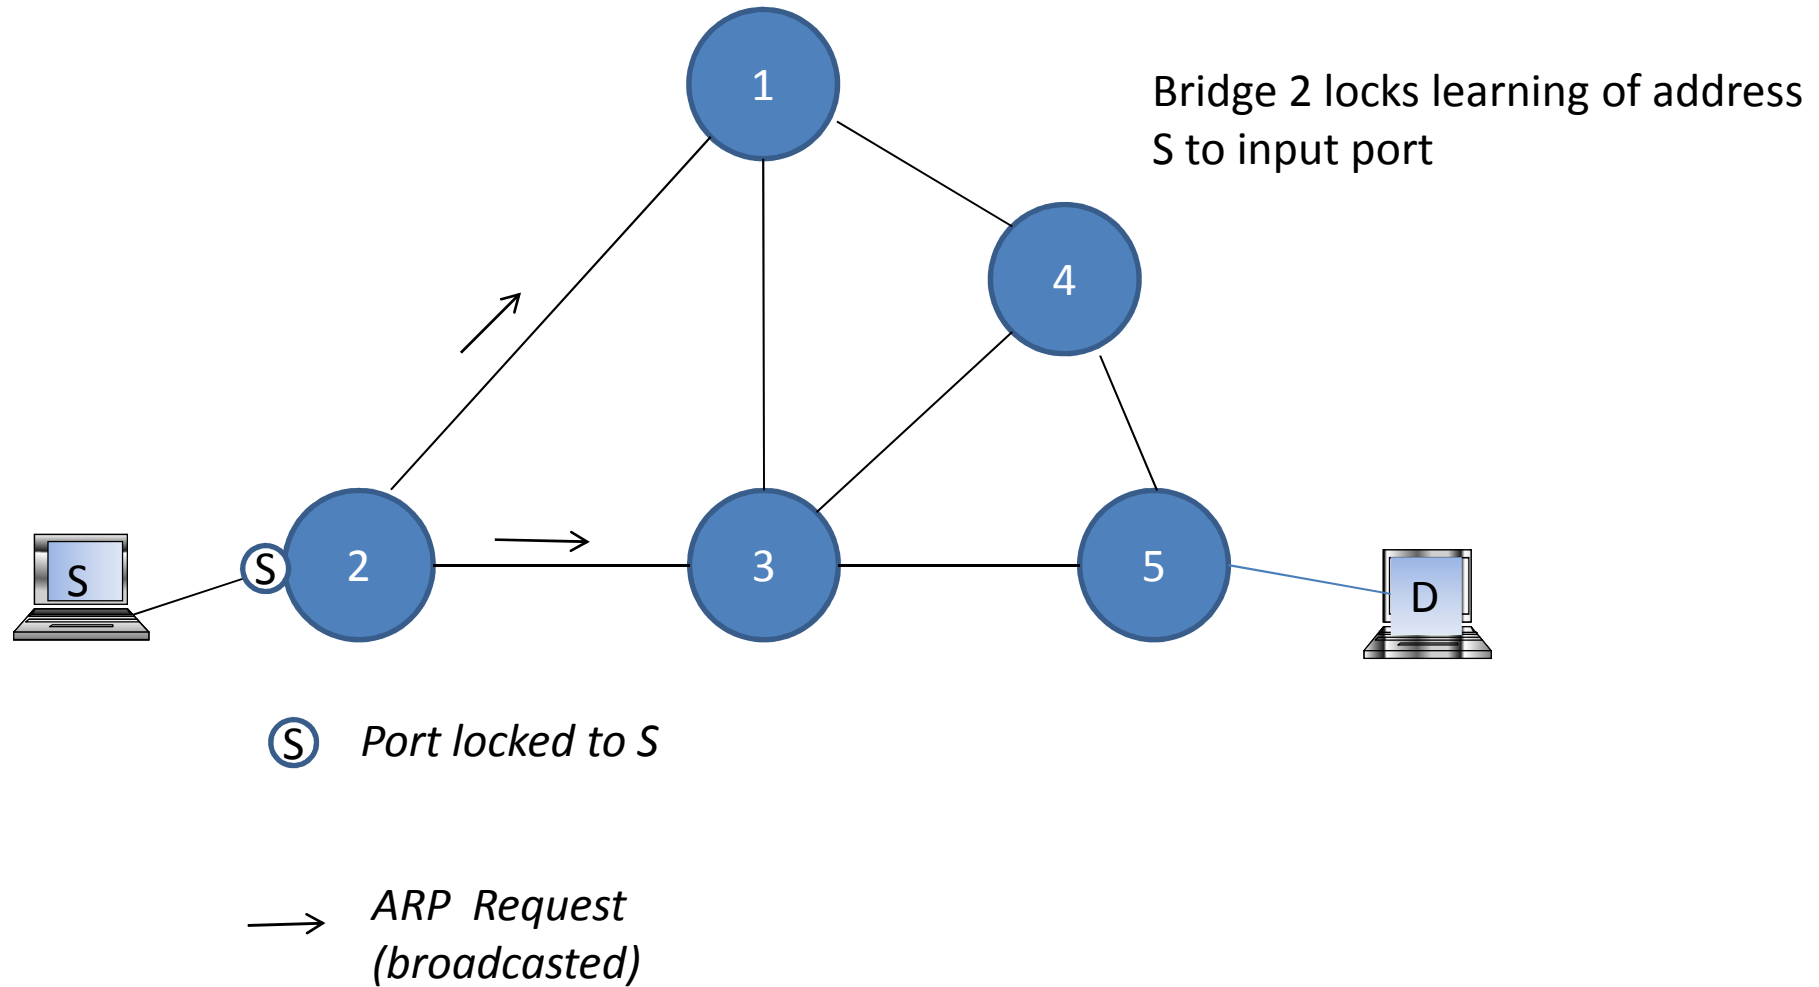 1
Bridge 2 locks learning of address
S to input port
4
S
S
2
3
5
D
S Port locked to S
ARP Request
(broadcasted)